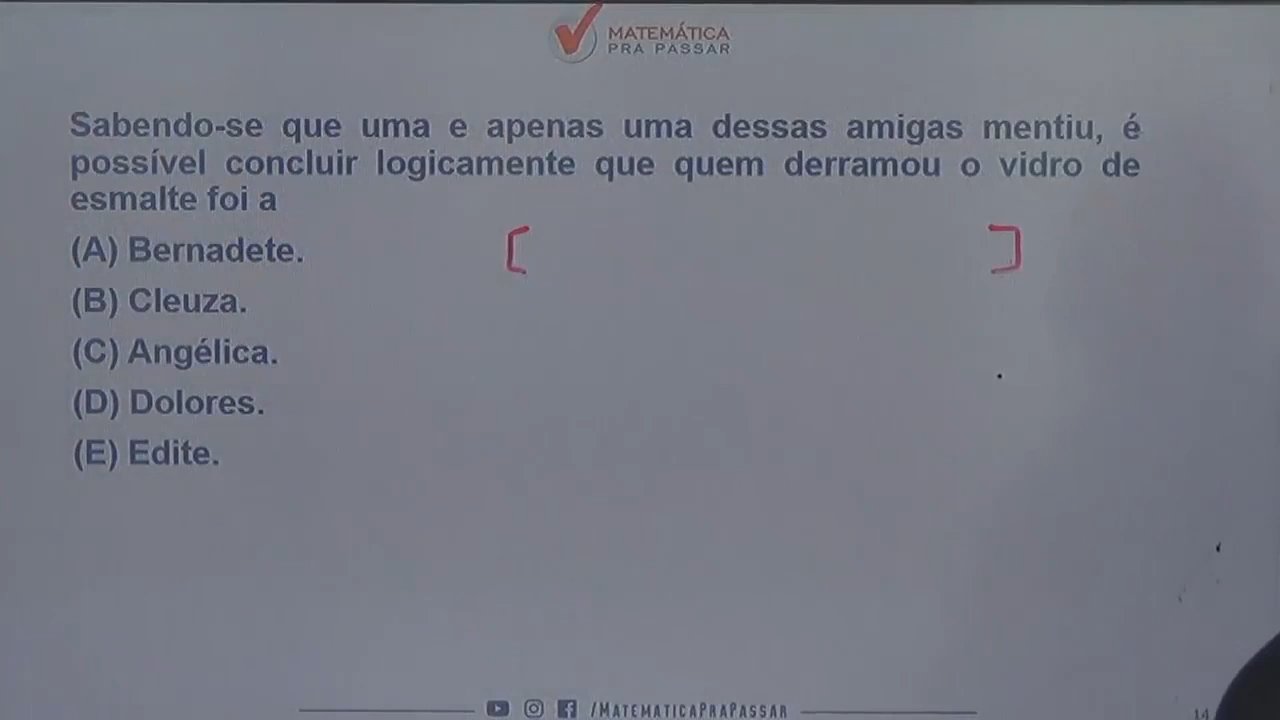 MATEMÁTICA
PRA PASSAR
Sabendo-se que uma e apenas uma dessas amigas mentiu, é
possível concluir logicamente que quem derramou o vidro de
esmalte foi a
(A) Bernadete.
(B) Cleuza.
(C) Angélica.
(D) Dolores.
(E) Edite.
/MATEMATICAPRAPASSAR
14